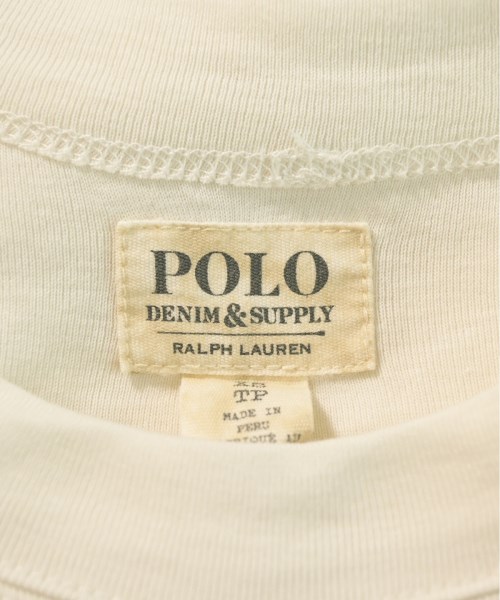 POLO
DENIM & SUPPLY
RALPH LAUREN
TP
MADE IN
PERU